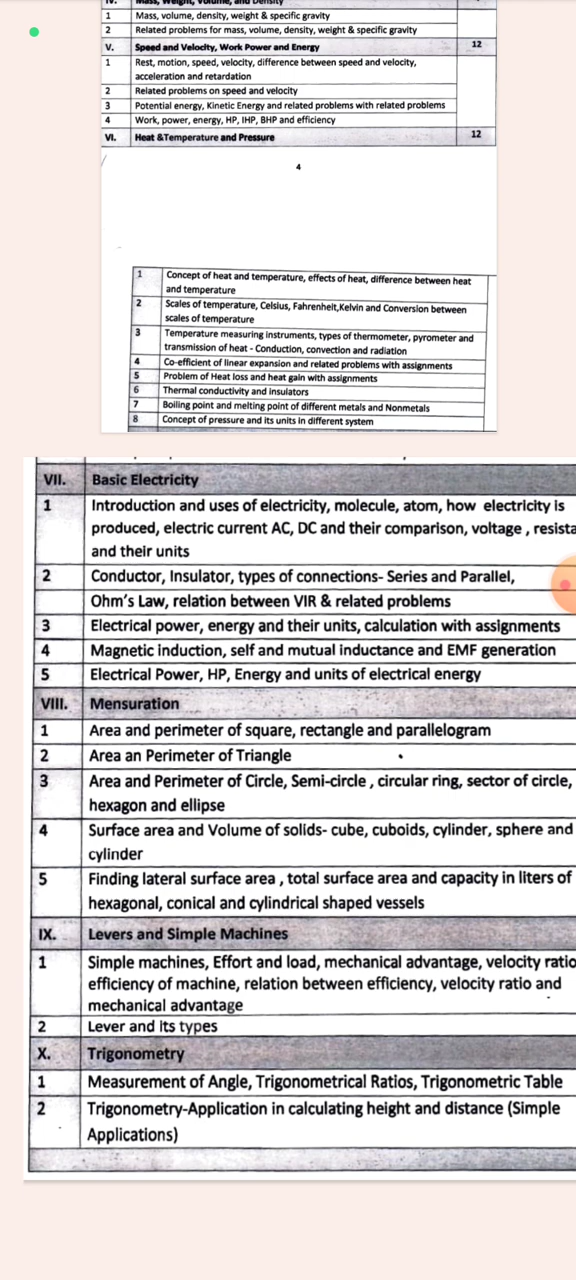 IV. Mass, Weight, Volume, and Density
1 Mass, volume, density, weight & specific gravity
2 Related problems for mass, volume, density, weight & specific gravity
V. Speed and Velocity, Work Power and Energy 12
1 Rest, motion, speed, velocity, difference between speed and velocity,
acceleration and retardation
2 Related problems on speed and velocity
3 Potential energy, Kinetic Energy and related problems with related problems
4 Work, power, energy, HP, IHP, BHP and efficiency
VI. Heat &Temperature and Pressure 12
4
1 Concept of heat and temperature, effects of heat, difference between heat
and temperature
2 Scales of temperature, Celsius, Fahrenheit,Kelvin and Conversion between
scales of temperature
3 Temperature measuring instruments, types of thermometer, pyrometer and
transmission of heat - Conduction, convection and radiation
4 Co-efficient of linear expansion and related problems with assignments
5 Problem of Heat loss and heat gain with assignments
6 Thermal conductivity and insulators
7 Boiling point and melting point of different metals and Nonmetals
8 Concept of pressure and its units in different system
VII. Basic Electricity
1 Introduction and uses of electricity, molecule, atom, how electricity is
produced, electric current AC, DC and their comparison, voltage , resista
and their units
2 Conductor, Insulator, types of connections- Series and Parallel,
Ohm's Law, relation between VIR & related problems
3 Electrical power, energy and their units, calculation with assignments
4 Magnetic induction, self and mutual inductance and EMF generation
5 Electrical Power, HP, Energy and units of electrical energy
VIII. Mensuration
1 Area and perimeter of square, rectangle and parallelogram
2 Area an Perimeter of Triangle
3 Area and Perimeter of Circle, Semi-circle , circular ring, sector of circle,
hexagon and ellipse
4 Surface area and Volume of solids- cube, cuboids, cylinder, sphere and
cylinder
5 Finding lateral surface area , total surface area and capacity in liters of
hexagonal, conical and cylindrical shaped vessels
IX. Levers and Simple Machines
1 Simple machines, Effort and load, mechanical advantage, velocity ratio
efficiency of machine, relation between efficiency, velocity ratio and
mechanical advantage
2 Lever and its types
X. Trigonometry
1 Measurement of Angle, Trigonometrical Ratios, Trigonometric Table
2 Trigonometry-Application in calculating height and distance (Simple
Applications)